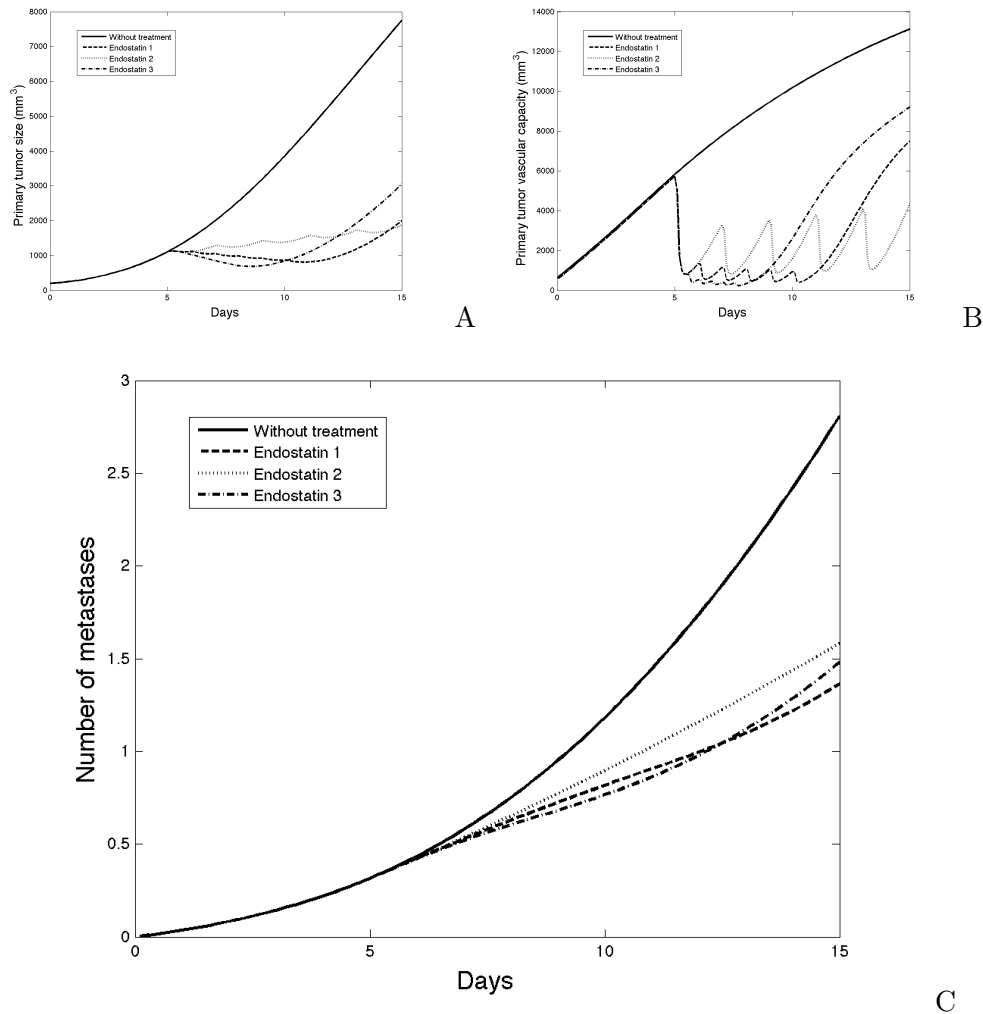 8000
7000
6000
5000
4000
3000
2000
1000
0
Primary tumor size (mm3)
Without treatment
Endostatin 1
Endostatin 2
Endostatin 3
0 5 10 15
Days
A
14000
12000
10000
8000
6000
4000
2000
0
Primary tumor vascular capacity (mm3)
Without treatment
Endostatin 1
Endostatin 2
Endostatin 3
0 5 10 15
Days
B
3
2.5
2
1.5
1
0.5
0
Number of metastases
Without treatment
Endostatin 1
Endostatin 2
Endostatin 3
0 5 10 15
Days
C